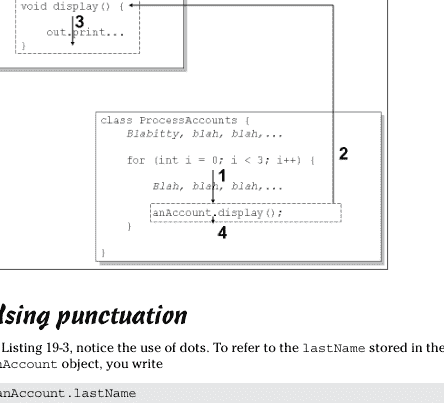 void display() {
3
out.print...
}
class ProcessAccounts {
Blabitty, blah, blah,...
for (int i = 0; i < 3; i++) {
2
1
Blah, blah, blah,...
anAccount.display();
}
4
}
Using punctuation
Listing 19-3, notice the use of dots. To refer to the lastName stored in the
anAccount object, you write
anAccount.lastName